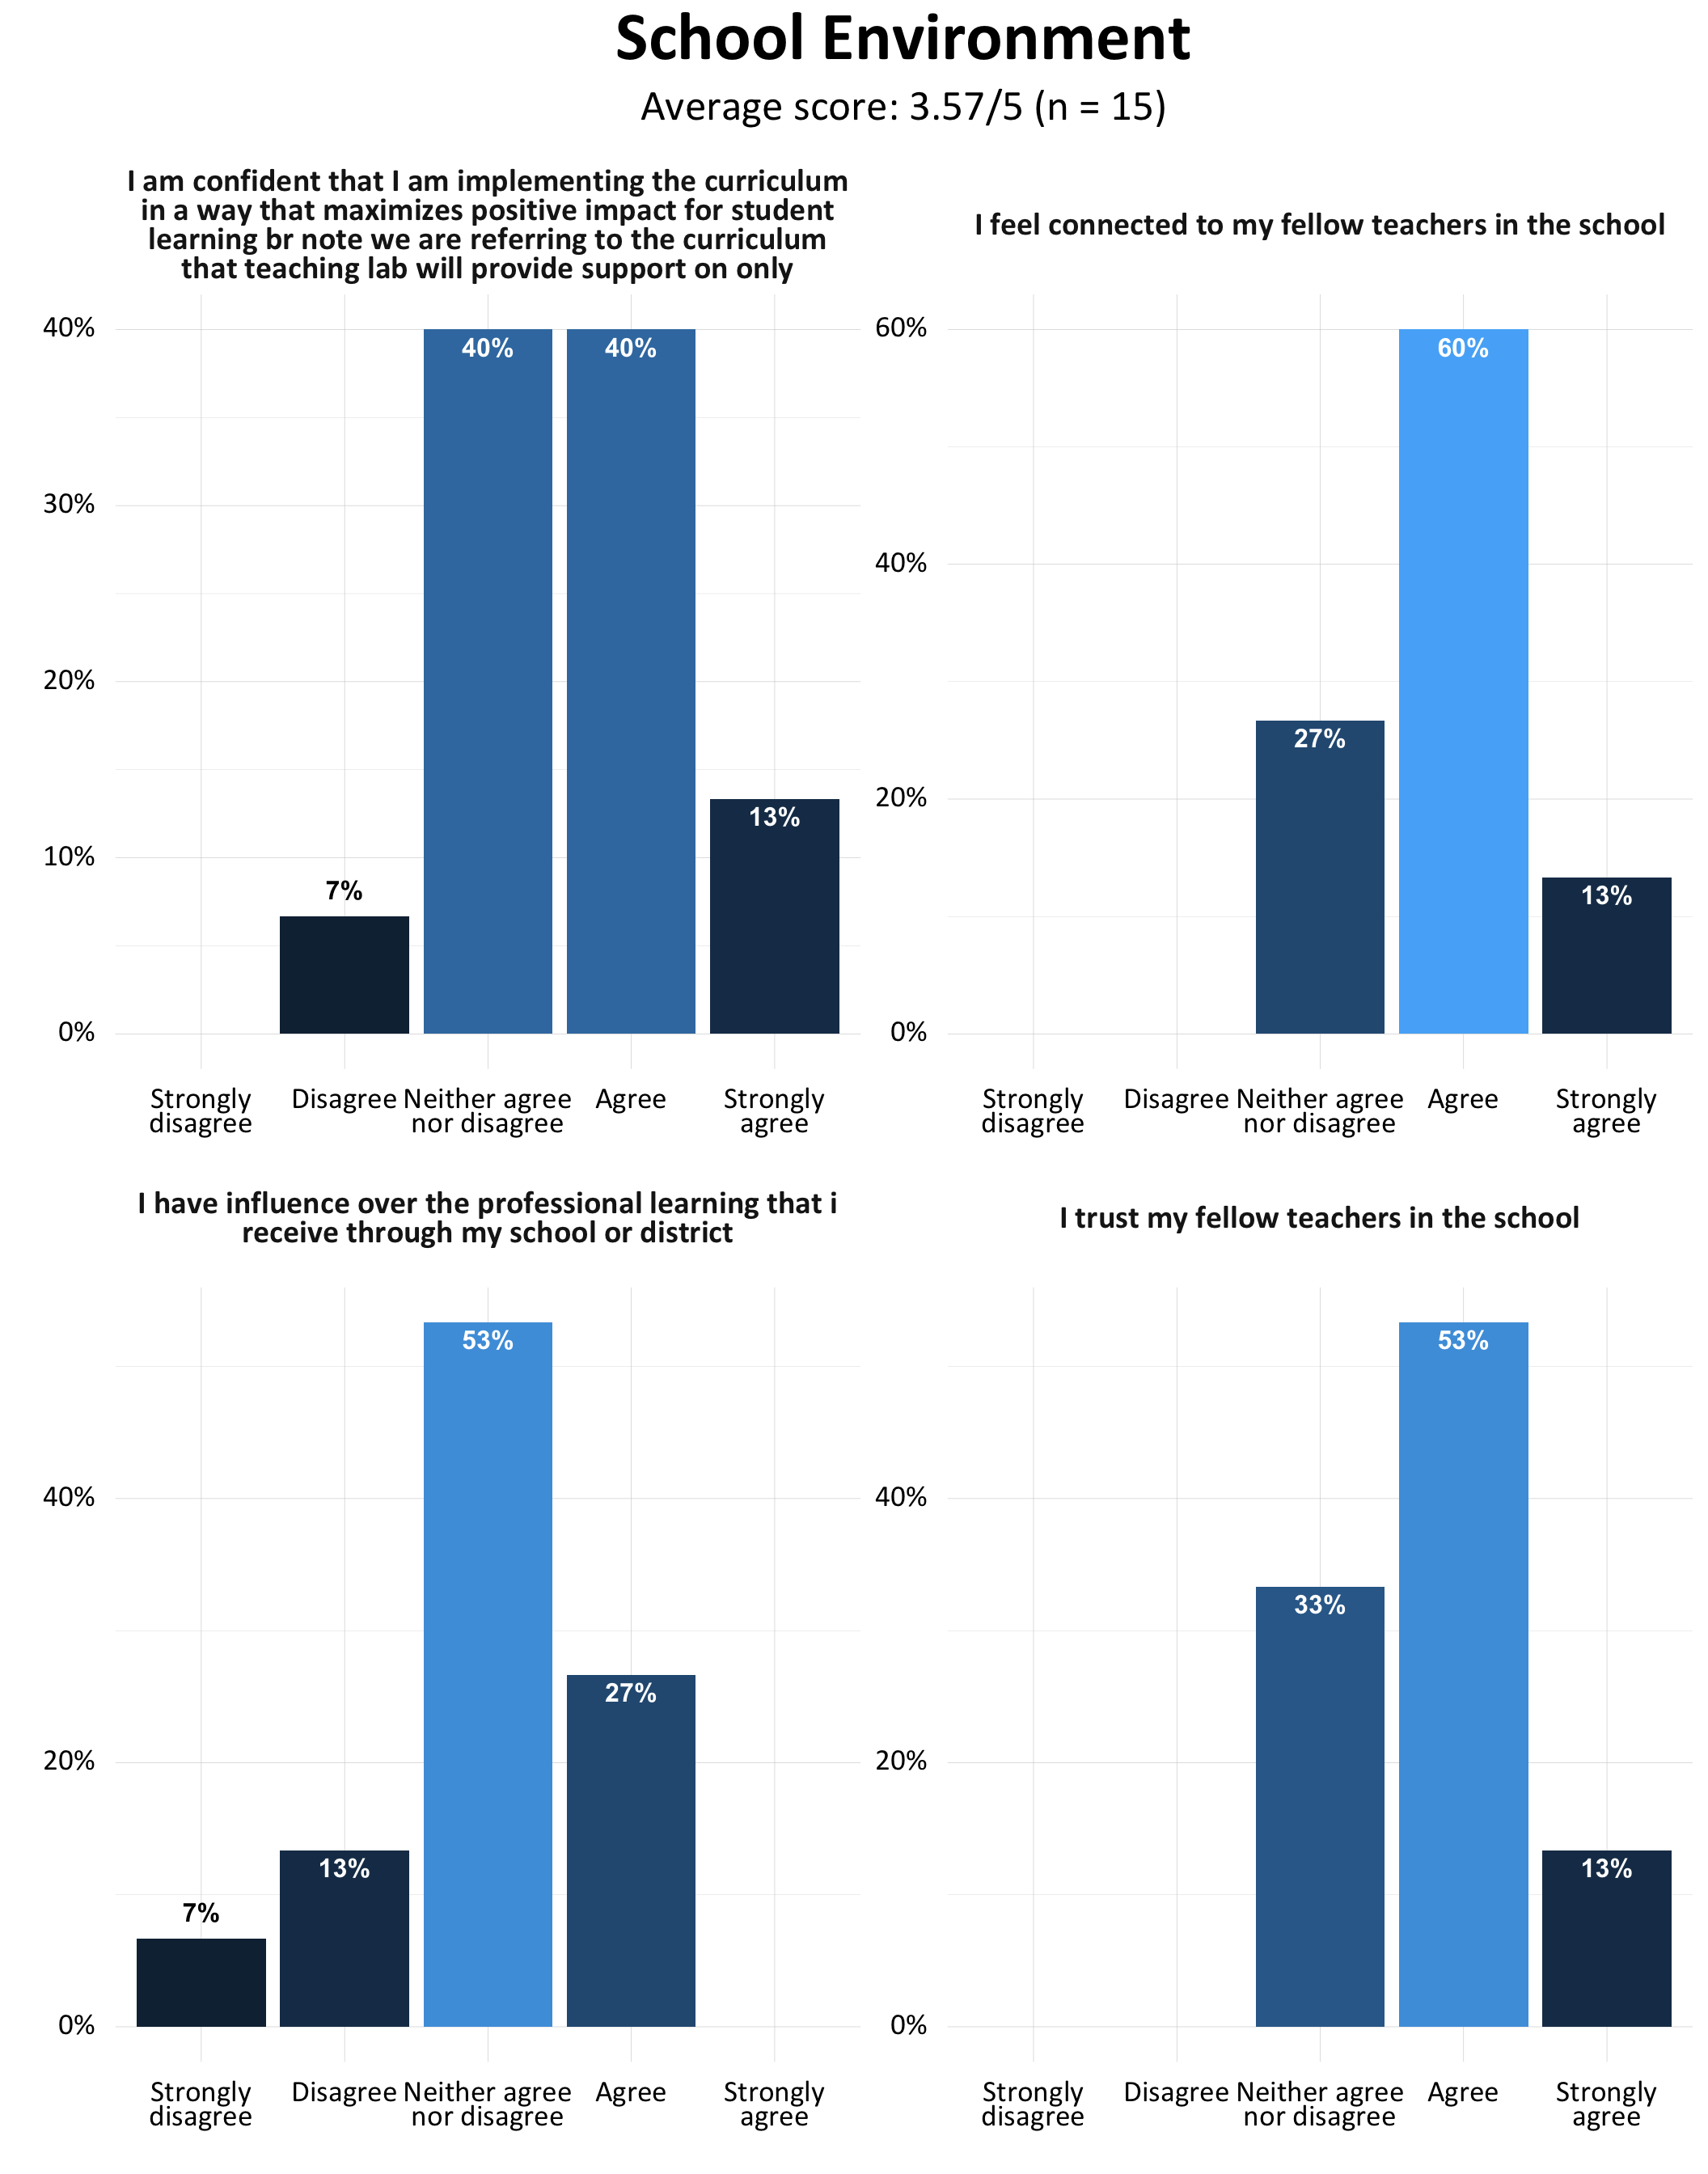 School Environment
Average score: 3.57/5 (n = 15)
I am confident that I am implementing the curriculum
in a way that maximizes positive impact for student
learning br note we are referring to the curriculum
that teaching lab will provide support on only
40%
30%
20%
10%
0%
40%
40%
13%
7%
Strongly
disagree
Disagree
Neither agree
nor disagree
Agree
Strongly
agree
I feel connected to my fellow teachers in the school
60%
40%
20%
0%
60%
27%
13%
Strongly
disagree
Disagree
Neither agree
nor disagree
Agree
Strongly
agree
I have influence over the professional learning that i
receive through my school or district
40%
20%
0%
53%
27%
13%
7%
Strongly
disagree
Disagree
Neither agree
nor disagree
Agree
Strongly
agree
I trust my fellow teachers in the school
40%
20%
0%
53%
33%
13%
Strongly
disagree
Disagree
Neither agree
nor disagree
Agree
Strongly
agree